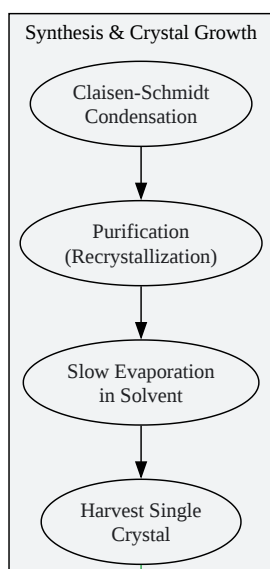 Synthesis & Crystal Growth
Claisen-Schmidt
Condensation
Purification
(Recrystallization)
Slow Evaporation
in Solvent
Harvest Single
Crystal